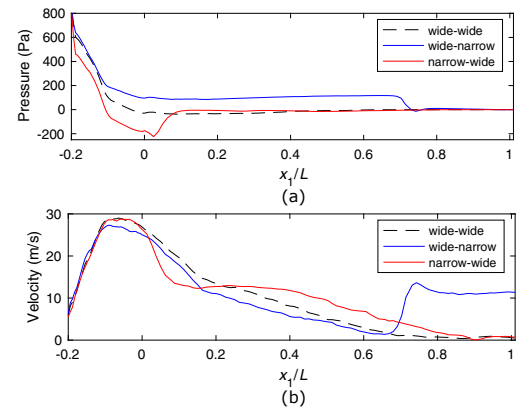 800
600
400
200
0
-200
Pressure (Pa)
wide-wide
wide-narrow
narrow-wide
-0.2 0 0.2 0.4 0.6 0.8 1
x₁/L
(a)
30
20
10
0
Velocity (m/s)
wide-wide
wide-narrow
narrow-wide
-0.2 0 0.2 0.4 0.6 0.8 1
x₁/L
(b)